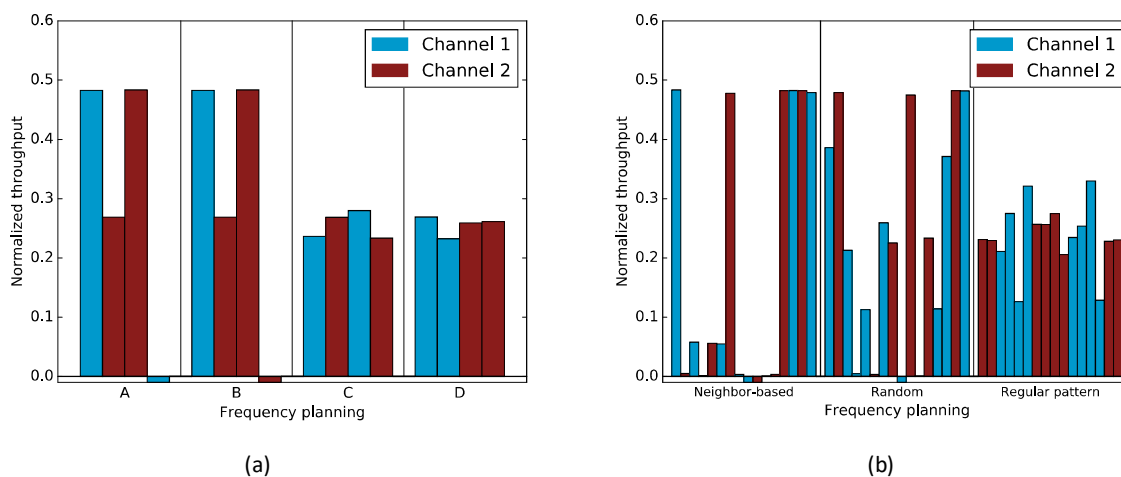 0.6
0.5
0.4
0.3
0.2
0.1
0.0
Normalized throughput
Channel 1
Channel 2
A B C D
Frequency planning
(a)
0.6
0.5
0.4
0.3
0.2
0.1
0.0
Normalized throughput
Channel 1
Channel 2
Neighbor-based Random Regular pattern
Frequency planning
(b)